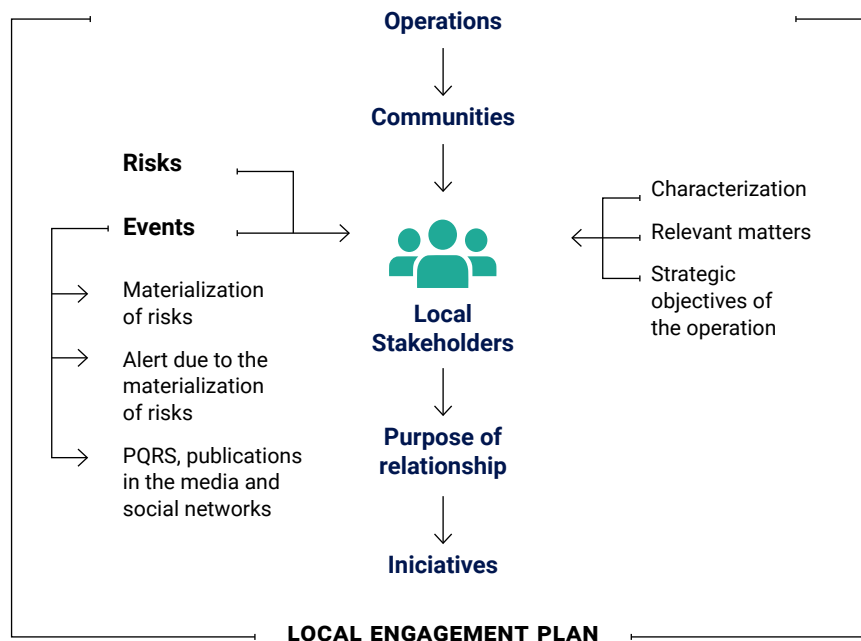 Operations
Communities
Risks
Events
Materialization
of risks
Alert due to the
materialization
of risks
PQRS, publications
in the media and
social networks
Characterization
Relevant matters
Strategic
objectives of
the operation
Local
Stakeholders
Purpose of
relationship
Iniciatives
LOCAL ENGAGEMENT PLAN